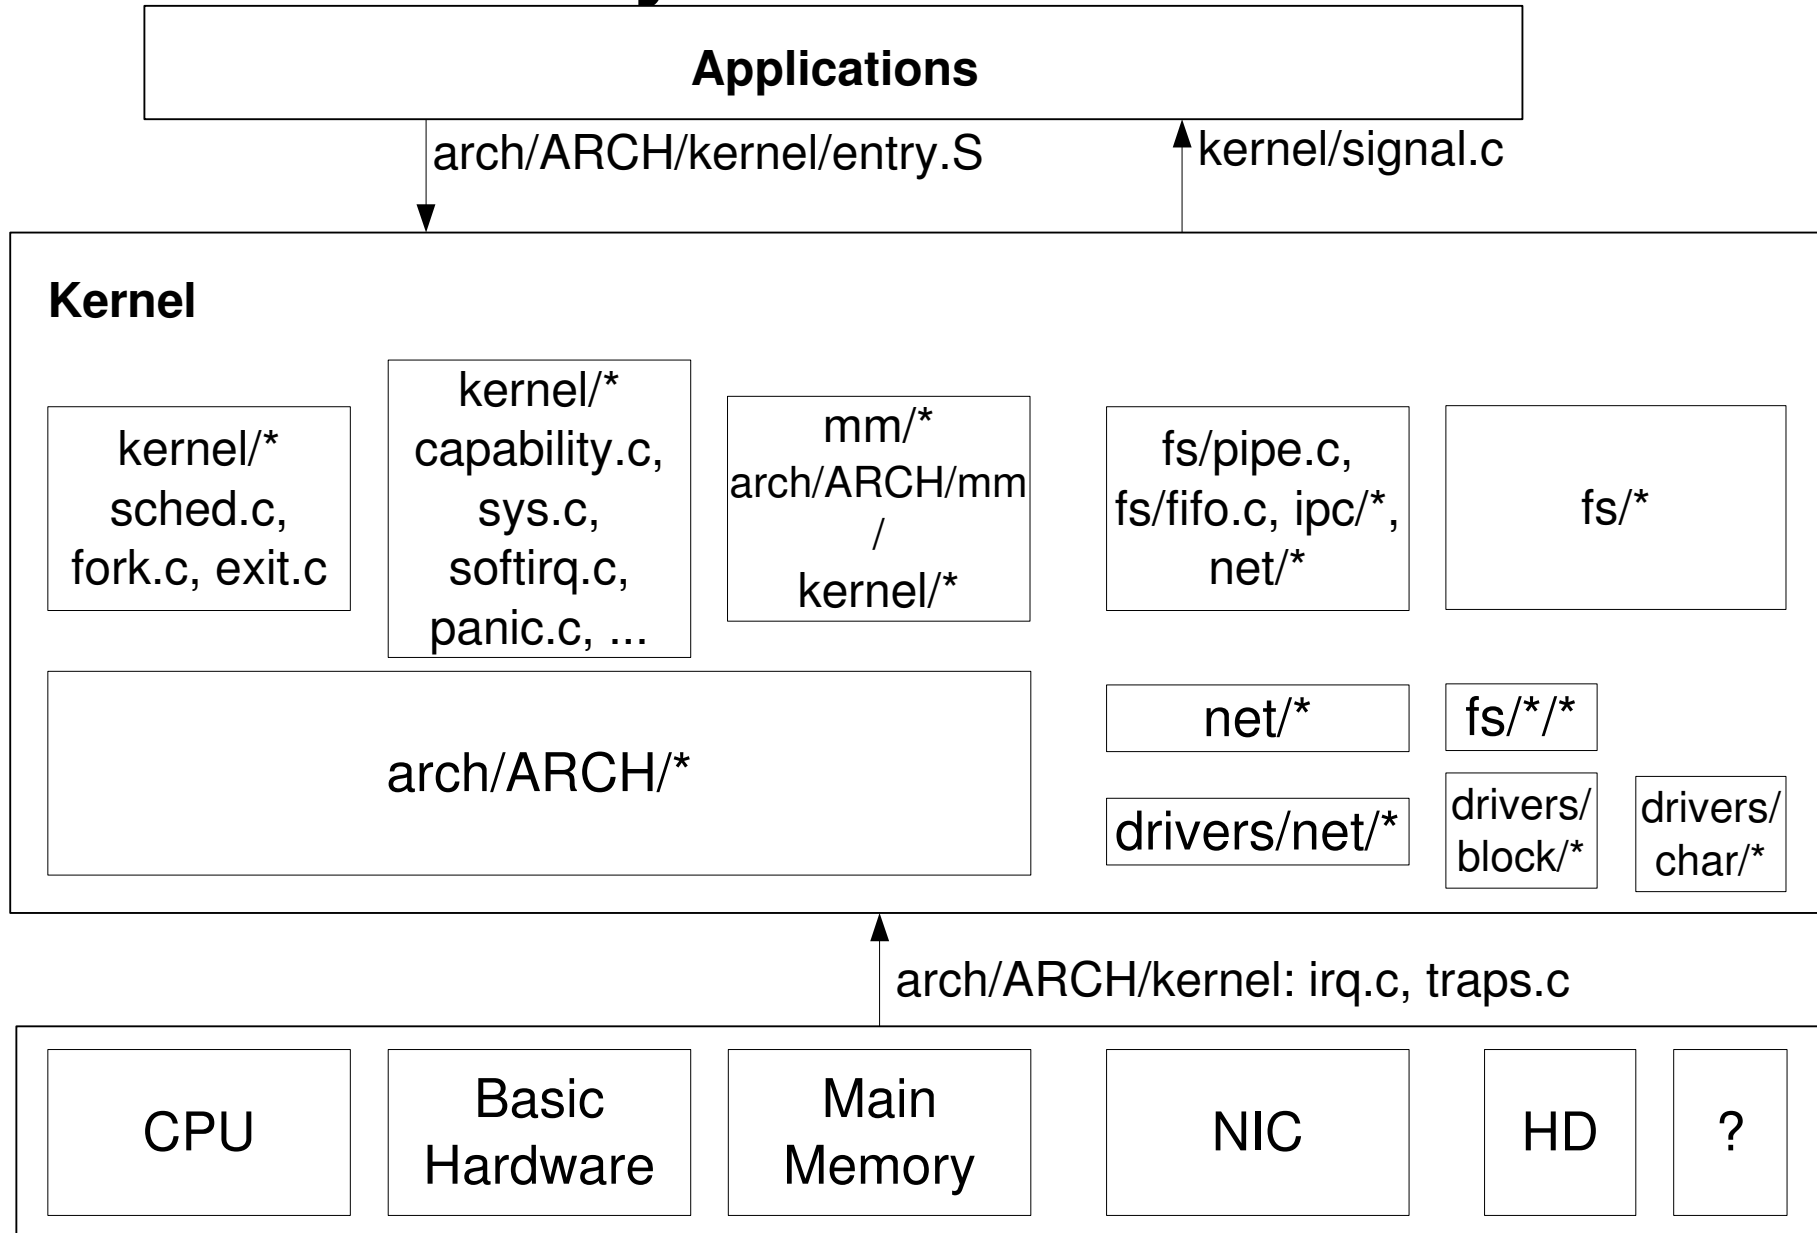 Applications
arch/ARCH/kernel/entry.S
kernel/signal.c
Kernel
kernel/*
sched.c,
fork.c, exit.c
kernel/*
capability.c,
sys.c,
softirq.c,
panic.c, ...
mm/*
arch/ARCH/mm
/
kernel/*
fs/pipe.c,
fs/fifo.c, ipc/*,
net/*
fs/*
arch/ARCH/*
net/*
fs/*/*
drivers/net/*
drivers/
block/*
drivers/
char/*
arch/ARCH/kernel: irq.c, traps.c
CPU
Basic
Hardware
Main
Memory
NIC
HD
?